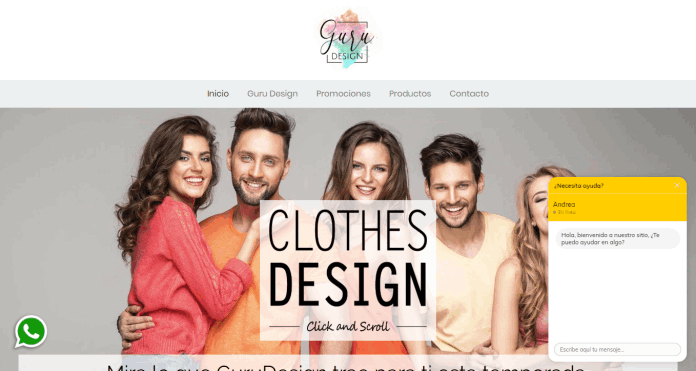 Guru
DESIGN
Inicio Guru Design Promociones Productos Contacto
CLOTHES
DESIGN
Click and Scroll
¿Necesita ayuda?
Andrea
En línea
Hola, bienvenido a nuestro sitio, ¿Te
puedo ayudar en algo?
Escribe aquí tu mensaje...
Mira lo que GuruDesign trae para ti esta temporada